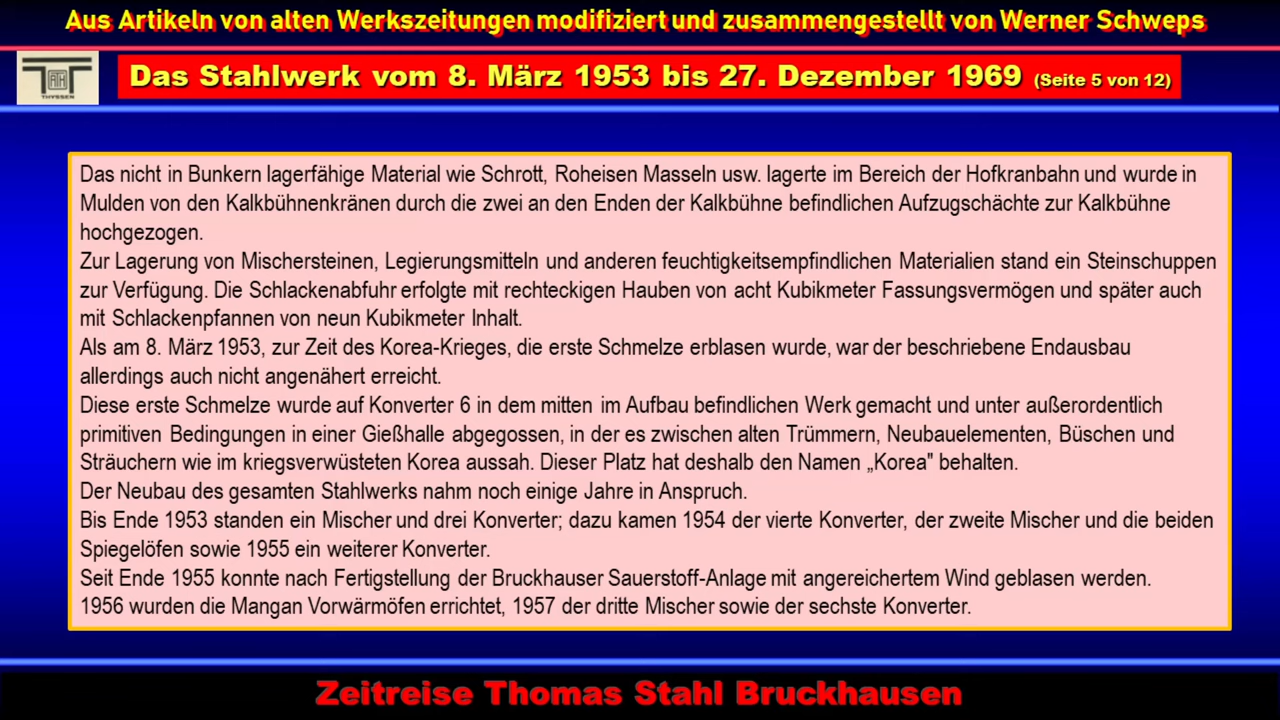 Aus Artikeln von alten Werkszeitungen modifiziert und zusammengestellt von Werner Schweps
ATH
THYSSEN
Das Stahlwerk vom 8. März 1953 bis 27. Dezember 1969 (Seite 5 von 12)
Das nicht in Bunkern lagerfähige Material wie Schrott, Roheisen Masseln usw. lagerte im Bereich der Hofkranbahn und wurde in
Mulden von den Kalkbühnenkränen durch die zwei an den Enden der Kalkbühne befindlichen Aufzugschächte zur Kalkbühne
hochgezogen.
Zur Lagerung von Mischersteinen, Legierungsmitteln und anderen feuchtigkeitsempfindlichen Materialien stand ein Steinschuppen
zur Verfügung. Die Schlackenabfuhr erfolgte mit rechteckigen Hauben von acht Kubikmeter Fassungsvermögen und später auch
mit Schlackenpfannen von neun Kubikmeter Inhalt.
Als am 8. März 1953, zur Zeit des Korea-Krieges, die erste Schmelze erblasen wurde, war der beschriebene Endausbau
allerdings auch nicht angenähert erreicht.
Diese erste Schmelze wurde auf Konverter 6 in dem mitten im Aufbau befindlichen Werk gemacht und unter außerordentlich
primitiven Bedingungen in einer Gießhalle abgegossen, in der es zwischen alten Trümmern, Neubauelementen, Büschen und
Sträuchern wie im kriegsverwüsteten Korea aussah. Dieser Platz hat deshalb den Namen „Korea" behalten.
Der Neubau des gesamten Stahlwerks nahm noch einige Jahre in Anspruch.
Bis Ende 1953 standen ein Mischer und drei Konverter; dazu kamen 1954 der vierte Konverter, der zweite Mischer und die beiden
Spiegelöfen sowie 1955 ein weiterer Konverter.
Seit Ende 1955 konnte nach Fertigstellung der Bruckhauser Sauerstoff-Anlage mit angereichertem Wind geblasen werden.
1956 wurden die Mangan Vorwärmöfen errichtet, 1957 der dritte Mischer sowie der sechste Konverter.
Zeitreise Thomas Stahl Bruckhausen